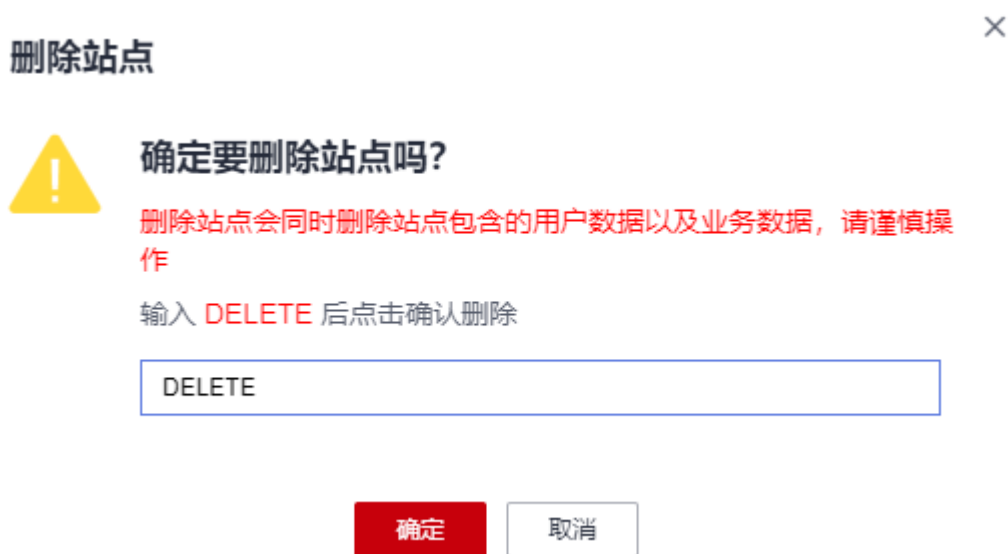 删除站点
确定要删除站点吗？
删除站点会同时删除站点包含的用户数据以及业务数据，请谨慎操
作
输入 DELETE 后点击确认删除
DELETE
确定 取消